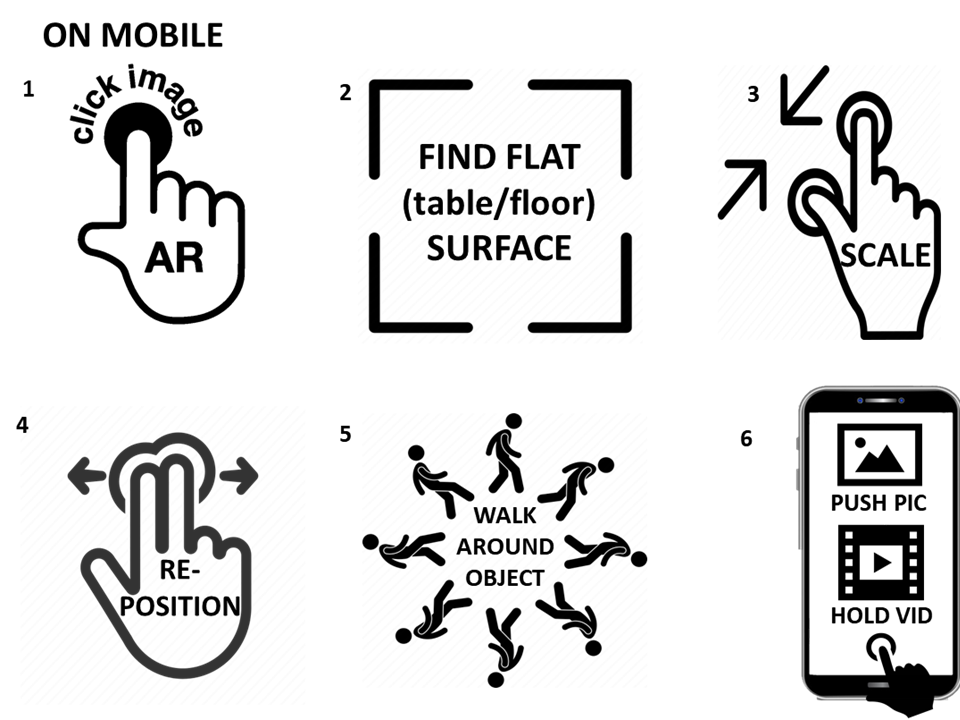 ON MOBILE
1
click image
AR
2
FIND FLAT
(table/floor)
SURFACE
3
SCALE
4
RE-
POSITION
5
WALK
AROUND
OBJECT
6
PUSH PIC
HOLD VID